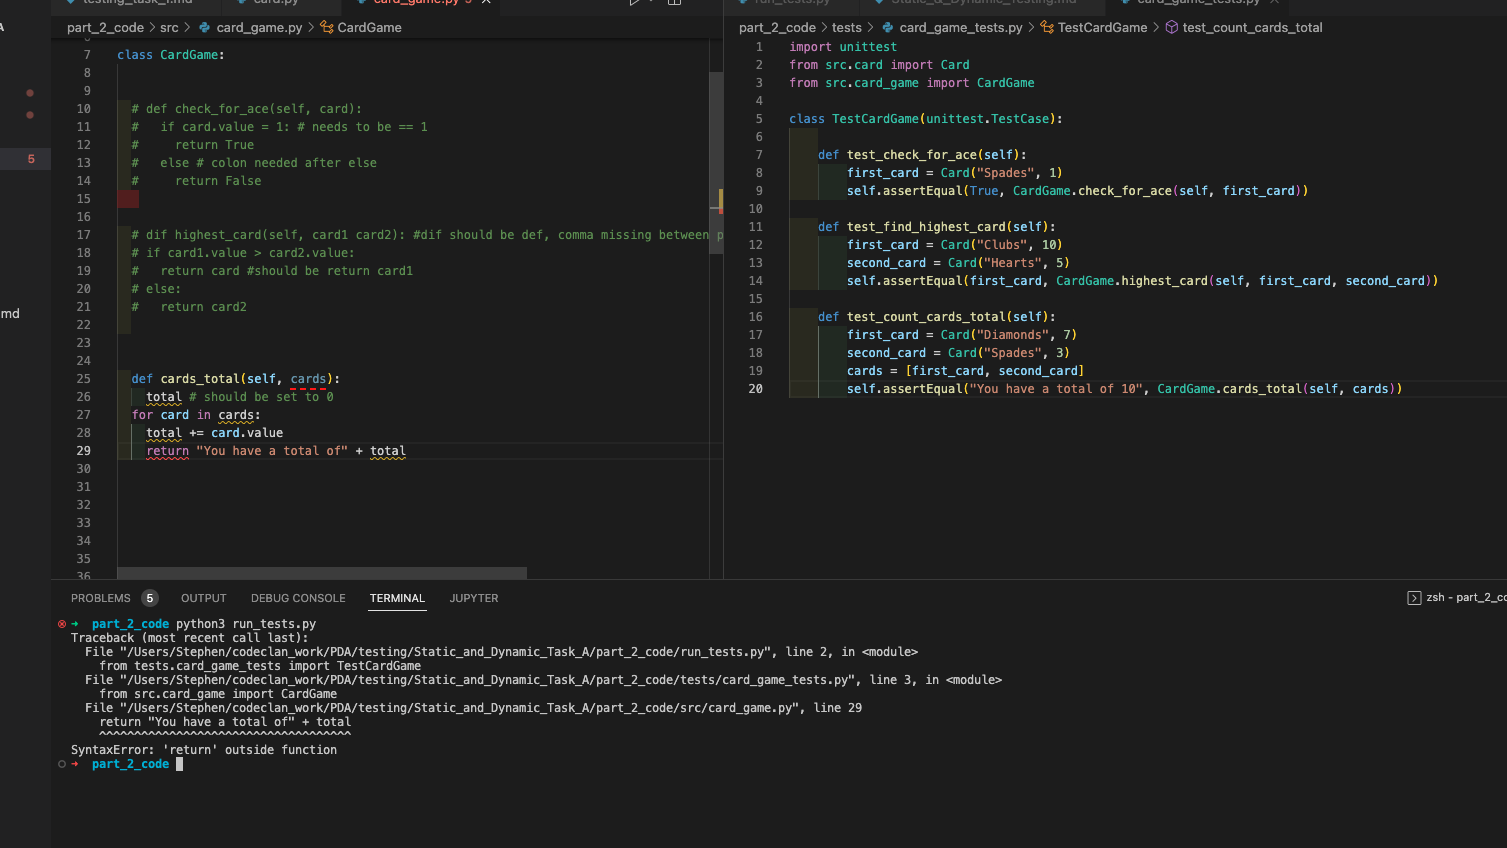 testing_task_1.md
card.py
card_game.py 5
run_tests.py
Static_&_Dynamic_Testing.md
card_game_tests.py
part_2_code > src > card_game.py > CardGame
part_2_code > tests > card_game_tests.py > TestCardGame > test_count_cards_total
A
5
md
7 class CardGame:
8
9
10 # def check_for_ace(self, card):
11 #   if card.value = 1: # needs to be == 1
12 #     return True
13 #   else # colon needed after else
14 #     return False
15
16
17 # dif highest_card(self, card1 card2): #dif should be def, comma missing between p
18 # if card1.value > card2.value:
19 #   return card #should be return card1
20 # else:
21 #   return card2
22
23
24
25 def cards_total(self, cards):
26   total # should be set to 0
27 for card in cards:
28   total += card.value
29   return "You have a total of" + total
30
31
32
33
34
35
36
1 import unittest
2 from src.card import Card
3 from src.card_game import CardGame
4
5 class TestCardGame(unittest.TestCase):
6
7     def test_check_for_ace(self):
8         first_card = Card("Spades", 1)
9         self.assertEqual(True, CardGame.check_for_ace(self, first_card))
10
11     def test_find_highest_card(self):
12         first_card = Card("Clubs", 10)
13         second_card = Card("Hearts", 5)
14         self.assertEqual(first_card, CardGame.highest_card(self, first_card, second_card))
15
16     def test_count_cards_total(self):
17         first_card = Card("Diamonds", 7)
18         second_card = Card("Spades", 3)
19         cards = [first_card, second_card]
20         self.assertEqual("You have a total of 10", CardGame.cards_total(self, cards))
PROBLEMS 5 OUTPUT DEBUG CONSOLE TERMINAL JUPYTER
zsh - part_2_co
→ part_2_code python3 run_tests.py
Traceback (most recent call last):
  File "/Users/Stephen/codeclan_work/PDA/testing/Static_and_Dynamic_Task_A/part_2_code/run_tests.py", line 2, in <module>
    from tests.card_game_tests import TestCardGame
  File "/Users/Stephen/codeclan_work/PDA/testing/Static_and_Dynamic_Task_A/part_2_code/tests/card_game_tests.py", line 3, in <module>
    from src.card_game import CardGame
  File "/Users/Stephen/codeclan_work/PDA/testing/Static_and_Dynamic_Task_A/part_2_code/src/card_game.py", line 29
    return "You have a total of" + total
    ^^^^^^^^^^^^^^^^^^^^^^^^^^^^^^^^^^^^
SyntaxError: 'return' outside function
→ part_2_code